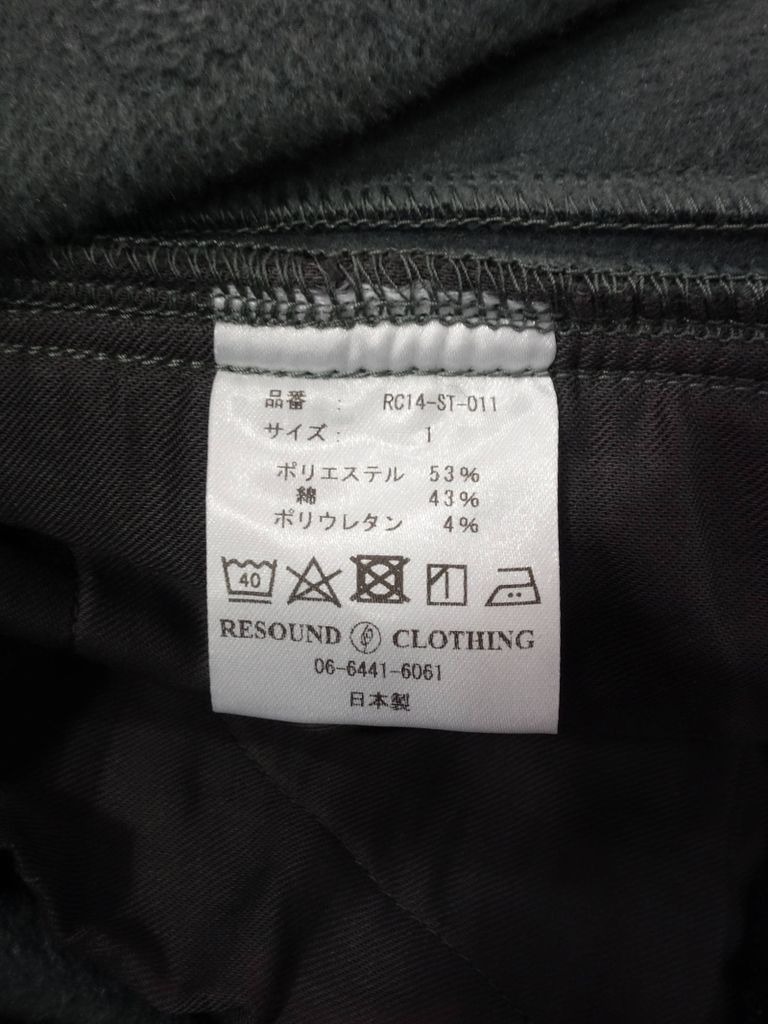 品番 : RC14-ST-011
サイズ : 1
ポリエステル 53%
綿 43%
ポリウレタン 4%
40
RESOUND CLOTHING
06-6441-6061
日本製